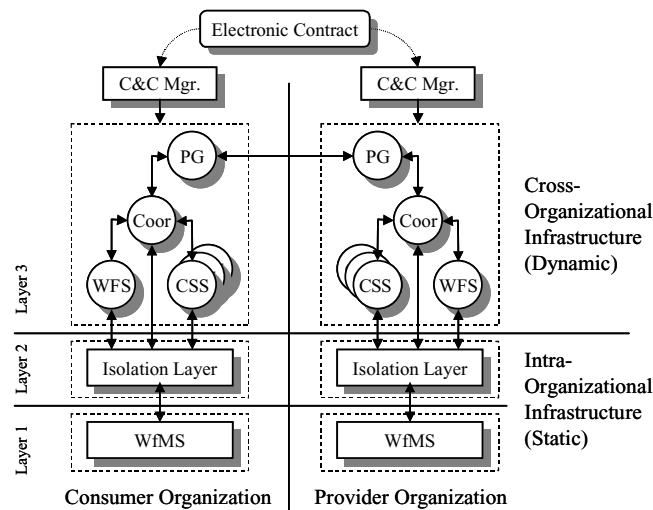 Electronic Contract
C&C Mgr.
C&C Mgr.
PG
PG
Coor
Coor
WFS
CSS
CSS
WFS
Cross-
Organizational
Infrastructure
(Dynamic)
Layer 3
Isolation Layer
Isolation Layer
Layer 2
Intra-
Organizational
Infrastructure
(Static)
WfMS
WfMS
Layer 1
Consumer Organization
Provider Organization